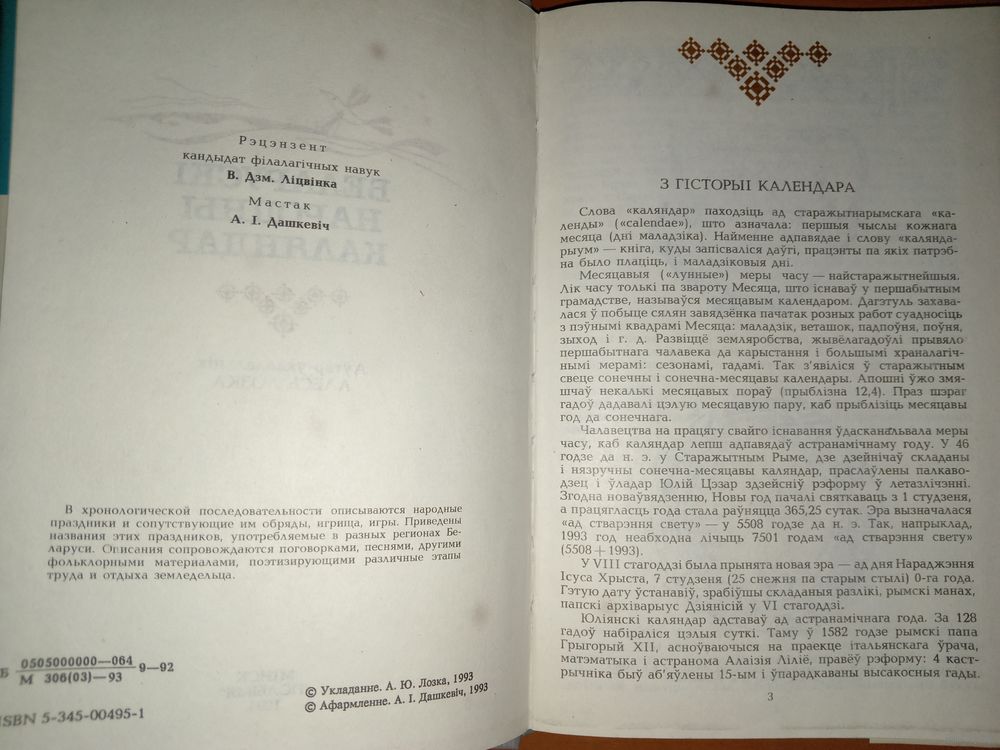 Рэцэнзент
кандыдат філалагічных навук
В. Дзм. Ліцвінка
Мастак
А. І. Дашкевіч
В хронологической последовательности описываются народные
праздники и сопутствующие им обряды, игрища, игры. Приведены
названия этих праздников, употребляемые в разных регионах Бе-
ларуси. Описания сопровождаются поговорками, песнями, другими
фольклорными материалами, поэтизирующими различные этапы
труда и отдыха земледельца.
Б 0505000000—064 9—92
М 306(03)—93
ISBN 5-345-00495-1
© Укладанне. А. Ю. Лозка, 1993
© Афармленне. А. І. Дашкевіч, 1993
З ГІСТОРЫІ КАЛЕНДАРА
Слова «каляндар» паходзіць ад старажытнарымскага «ка-
ленды» («calendae»), што азначала: першыя чыслы кожнага
месяца (дні маладзіка). Найменне адпавядае і слову «каляндa-
рыум» — кніга, куды запісваліся даўгі, працэнты па якіх патрэб-
на было плаціць, і маладзіковыя дні.
Месяцавыя («лунные») меры часу — найстаражытнейшыя.
Лік часу толькі па звароту Месяца, што існаваў у першабытным
грамадстве, называўся месяцавым календаром. Дагэтуль захава-
лася ў побыце сялян завядзёнка пачатак розных работ суадносіць
з пэўнымі квадрамі Месяца: маладзік, веташок, падпоўня, поўня,
зыход і г. д. Развіццё земляробства, жывёлагадоўлі прывяло
першабытнага чалавека да карыстання і большымі храналагіч-
нымі мерамі: сезонамі, гадамі. Так з'явіліся ў старажытным
свеце сонечны і сонечна-месяцавы календары. Апошні ўжо змя-
шчаў некалькі месяцавых пораў (прыблізна 12,4). Праз шэраг
гадоў дадавалі цэлую месяцавую пару, каб прыблізіць месяцавы
год да сонечнага.
Чалавецтва на працягу свайго існавання ўдасканальвала меры
часу, каб каляндар лепш адпавядаў астранамічнаму году. У 46
годзе да н. э. у Старажытным Рыме, дзе дзейнічаў складаны
і нязручны сонечна-месяцавы каляндар, праслаўлены палкаво-
дзец і ўладар Юлій Цэзар здзейсніў рэформу ў летазлічэнні.
Згодна новаўвядзенню, Новы год пачалі святкаваць з 1 студзеня,
а працягласць года стала раўняцца 365,25 сутак. Эра вызначалася
«ад стварэння свету» — у 5508 годзе да н. э. Так, напрыклад,
1993 год неабходна лічыць 7501 годам «ад стварэння свету»
(5508 + 1993).
У VIII стагоддзі была прынята новая эра — ад дня Нараджэння
Ісуса Хрыста, 7 студзеня (25 снежня па старым стылі) 0-га года.
Гэтую дату ўстанавіў, зрабіўшы складаныя разлікі, рымскі манах,
папскі архіварыус Дзіянісій у VI стагоддзі.
Юліянскі каляндар адставаў ад астранамічнага года. За 128
гадоў набіраліся цэлыя суткі. Таму ў 1582 годзе рымскі папа
Грыгорый XII, асноўваючыся на праекце італьянскага ўрача,
матэматыка і астранома Алаізія Лілiё, правёў рэформу: 4 каст-
рычніка быў аб'яўлены 15-ым і ўпарадкаваны высакосныя гады.
3